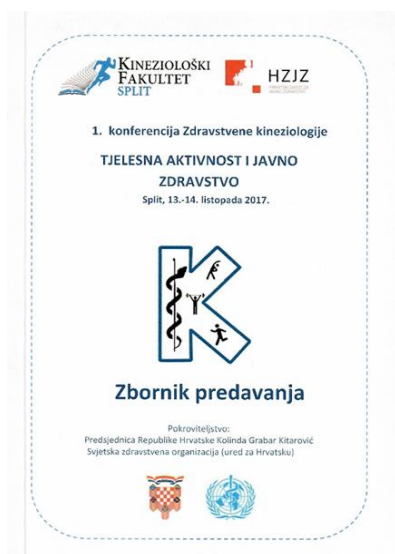 KINEZIOLOŠKI
FAKULTET
SPLIT
HZJZ
1. konferencija Zdravstvene kineziologije
TJELESNA AKTIVNOST I JAVNO
ZDRAVSTVO
Split, 13.-14. listopada 2017.
Zbornik predavanja
Pokroviteljstvo:
Predsjednica Republike Hrvatske Kolinda Grabar Kitarović
Svjetska zdravstvena organizacija (ured za Hrvatsku)